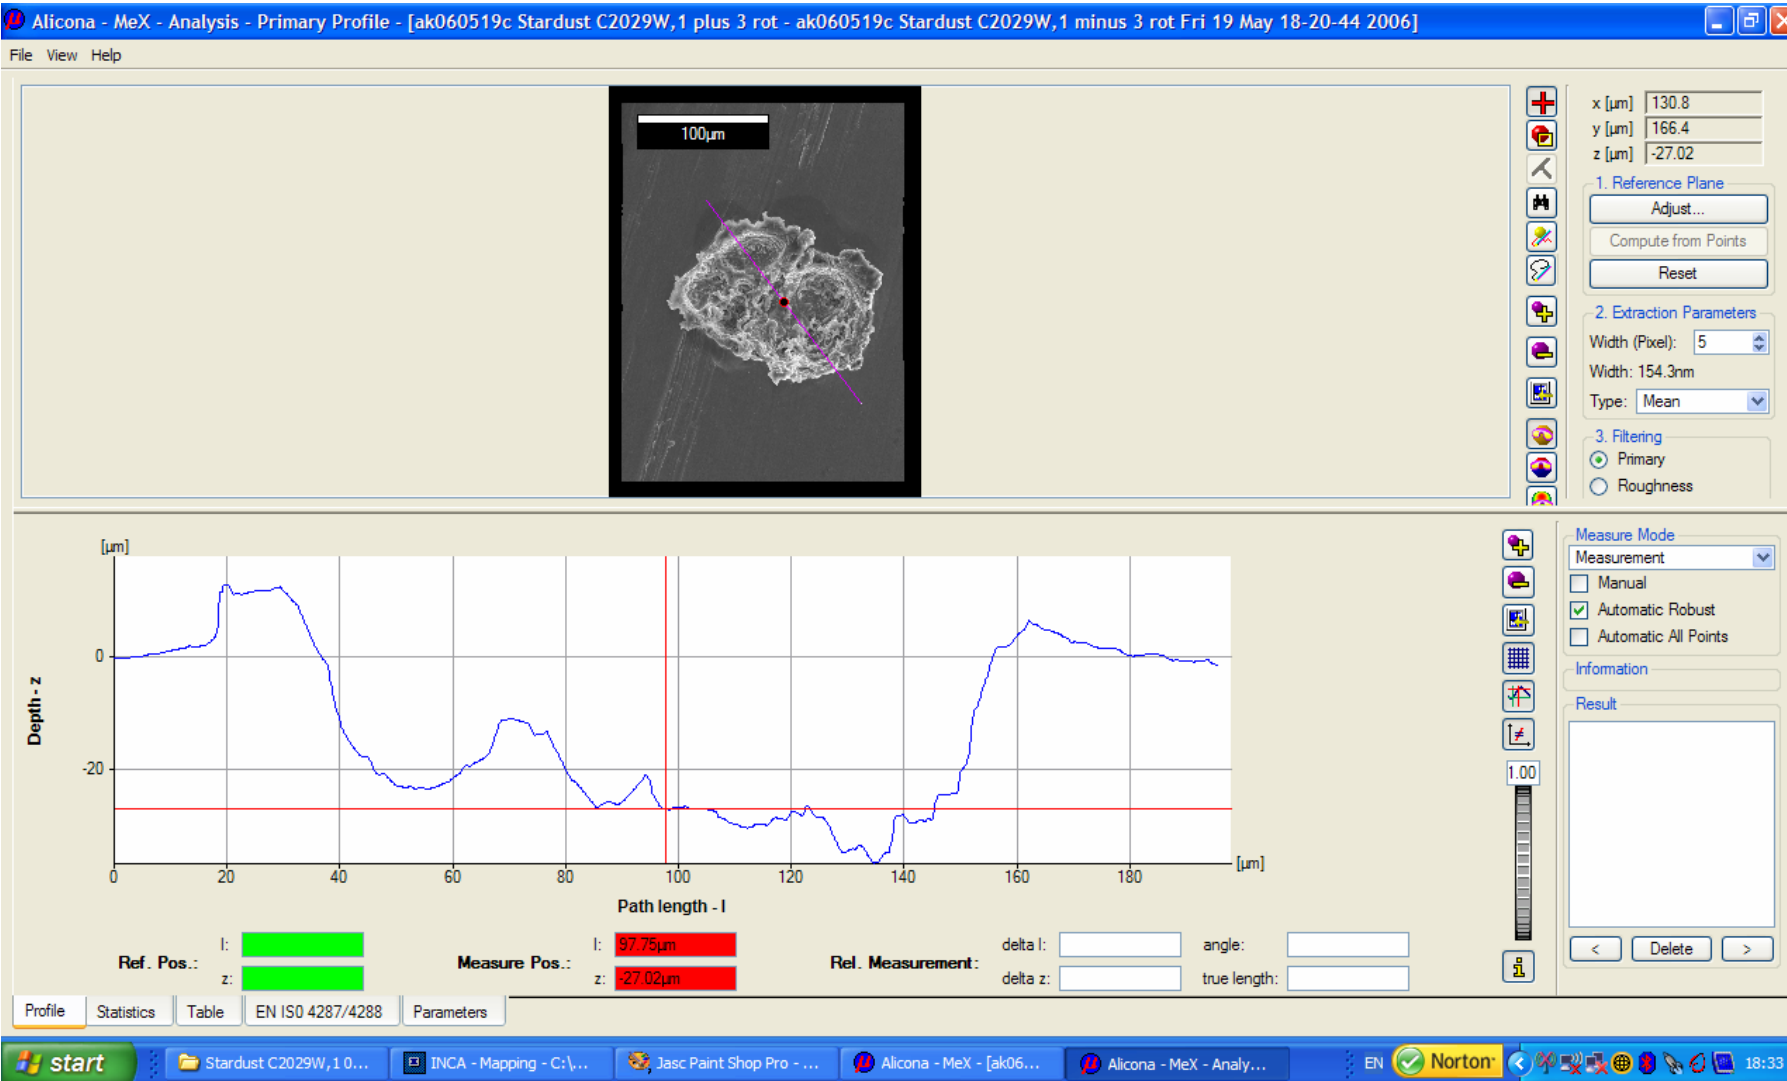 Alicona - MeX - Analysis - Primary Profile - [ak060519c Stardust C2029W,1 plus 3 rot - ak060519c Stardust C2029W,1 minus 3 rot Fri 19 May 18-20-44 2006]
File View Help
100µm
x [µm] 130.8
y [µm] 166.4
z [µm] -27.02
1. Reference Plane
Adjust...
Compute from Points
Reset
2. Extraction Parameters
Width (Pixel): 5
Width: 154.3nm
Type: Mean
3. Filtering
Primary
Roughness
[µm]
0
-20
Depth - z
0 20 40 60 80 100 120 140 160 180 [µm]
Path length - l
1.00
Measure Mode
Measurement
Manual
Automatic Robust
Automatic All Points
Information
Result
< Delete >
Ref. Pos.: l: z:
Measure Pos.: l: 97.75µm z: -27.02µm
Rel. Measurement: delta l: delta z: angle: true length:
Profile Statistics Table EN ISO 4287/4288 Parameters
start Stardust C2029W,1 0... INCA - Mapping - C:\... Jasc Paint Shop Pro - ... Alicona - MeX - [ak06... Alicona - MeX - Analy... EN Norton 18:33